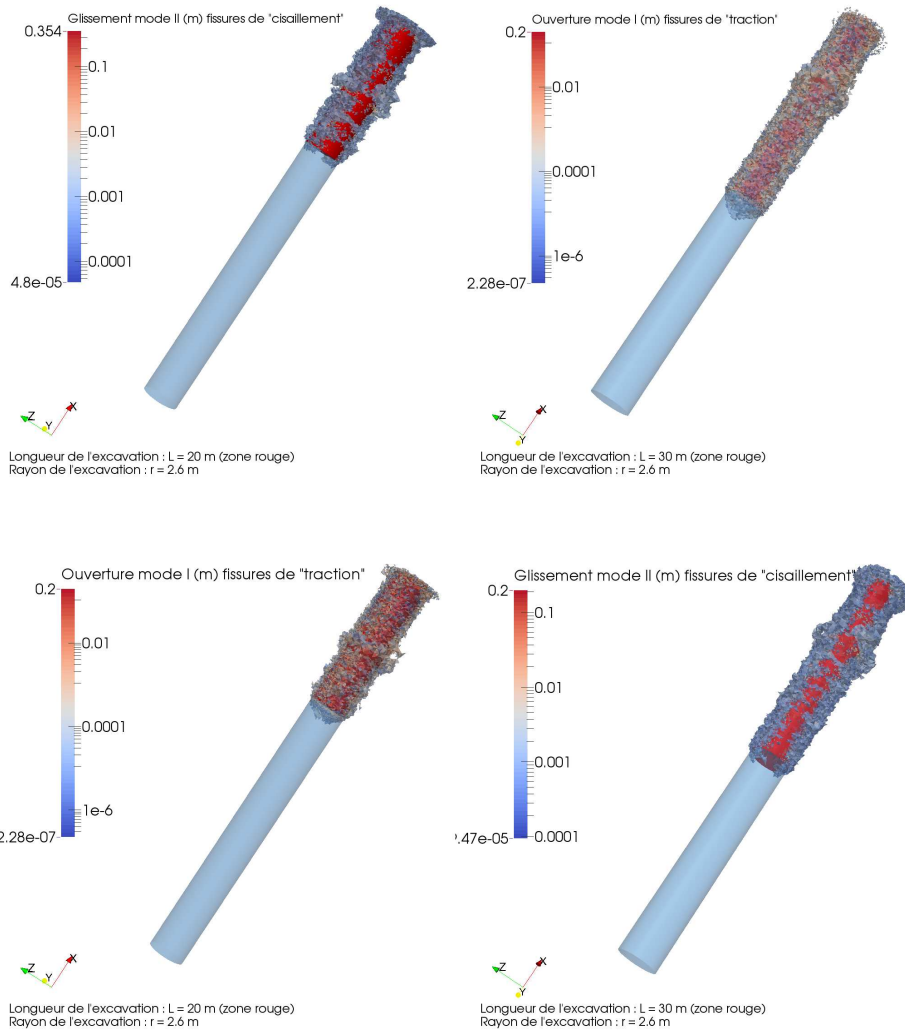 Glissement mode II (m) fissures de "cisaillement"
0.354
0.1
0.01
0.001
0.0001
4.8e-05
Z
Y
X
Longueur de l'excavation : L = 20 m (zone rouge)
Rayon de l'excavation : r = 2.6 m
Ouverture mode I (m) fissures de "traction"
0.2
0.01
0.0001
1e-6
2.28e-07
Z
Y
X
Longueur de l'excavation : L = 30 m (zone rouge)
Rayon de l'excavation : r = 2.6 m
Ouverture mode I (m) fissures de "traction"
0.2
0.01
0.0001
1e-6
2.28e-07
Z
Y
X
Longueur de l'excavation : L = 20 m (zone rouge)
Rayon de l'excavation : r = 2.6 m
Glissement mode II (m) fissures de "cisaillement"
0.2
0.1
0.01
0.001
0.0001
.47e-05
Z
Y
X
Longueur de l'excavation : L = 30 m (zone rouge)
Rayon de l'excavation : r = 2.6 m